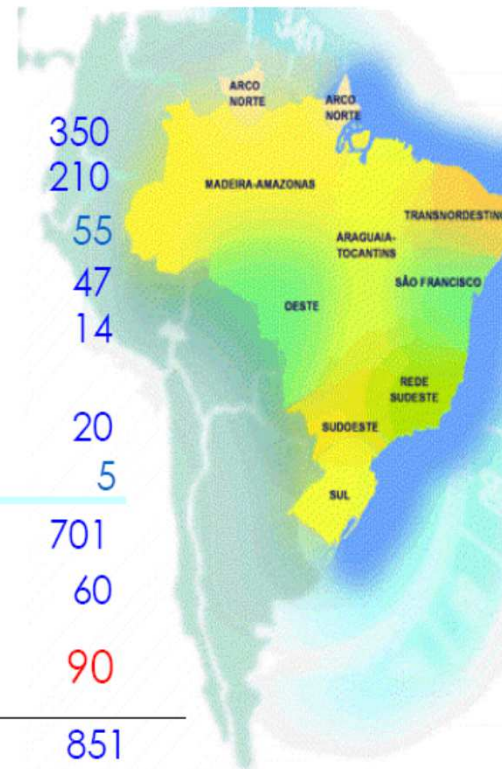 350
210
55
47
14
20
5
701
60
90
851
ARCO
NORTE
ARCO
NORTE
MADEIRA-AMAZONAS
TRANSNORDESTINO
ARAGUAIA-
TOCANTINS
SÃO FRANCISCO
OESTE
REDE
SUDESTE
SUDOESTE
SUL